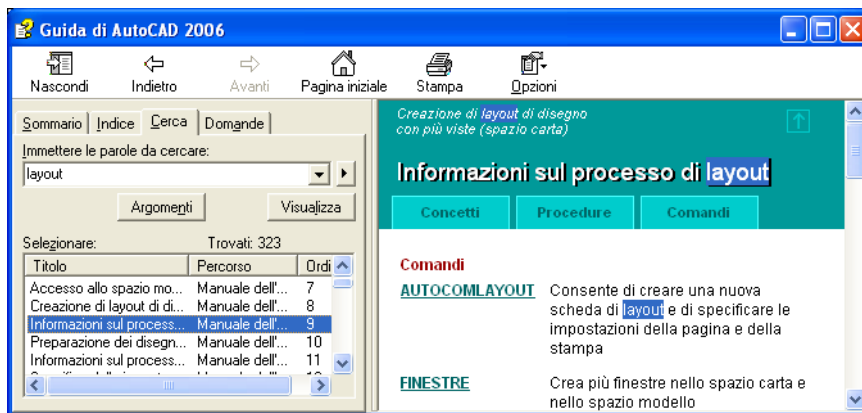 Guida di AutoCAD 2006
Nascondi Indietro Avanti Pagina iniziale Stampa Opzioni
Sommario Indice Cerca Domande
Immettere le parole da cercare:
layout
Argomenti Visualizza
Selezionare: Trovati: 323
Titolo Percorso Ordi
Accesso allo spazio mo... Manuale dell'... 7
Creazione di layout di di... Manuale dell'... 8
Informazioni sul process... Manuale dell'... 9
Preparazione dei disegn... Manuale dell'... 10
Informazioni sul process... Manuale dell'... 11
Creazione di layout di disegno
con più viste (spazio carta)
Informazioni sul processo di layout
Concetti Procedure Comandi
Comandi
AUTOCOMLAYOUT Consente di creare una nuova
scheda di layout e di specificare le
impostazioni della pagina e della
stampa
FINESTRE Crea più finestre nello spazio carta e
nello spazio modello